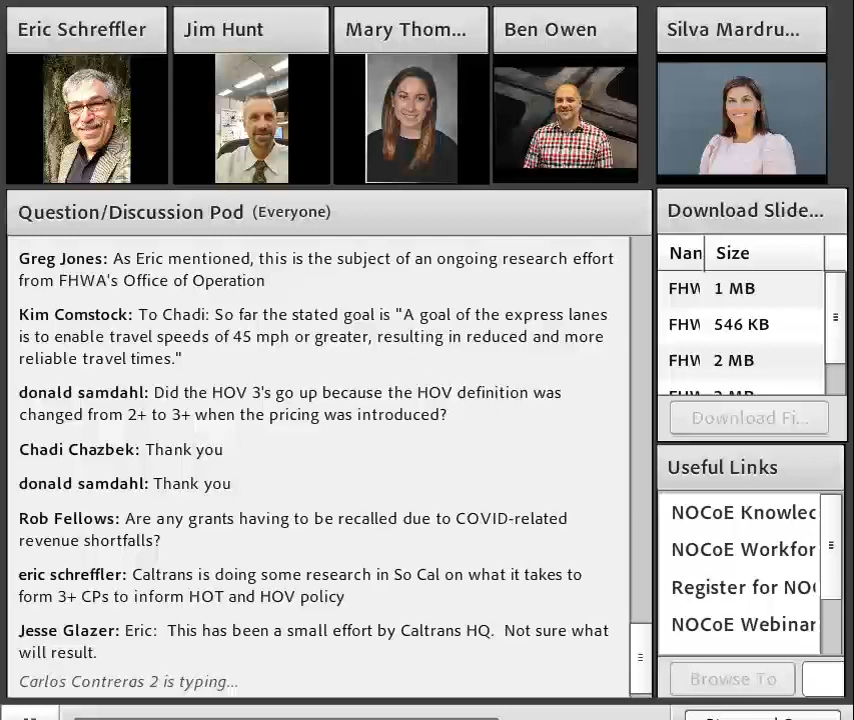 Eric Schreffler
Jim Hunt
Mary Thom...
Ben Owen
Silva Mardru...
Question/Discussion Pod (Everyone)
Greg Jones: As Eric mentioned, this is the subject of an ongoing research effort
from FHWA's Office of Operation
Kim Comstock: To Chadi: So far the stated goal is "A goal of the express lanes
is to enable travel speeds of 45 mph or greater, resulting in reduced and more
reliable travel times."
donald samdahl: Did the HOV 3's go up because the HOV definition was
changed from 2+ to 3+ when the pricing was introduced?
Chadi Chazbek: Thank you
donald samdahl: Thank you
Rob Fellows: Are any grants having to be recalled due to COVID-related
revenue shortfalls?
eric schreffler: Caltrans is doing some research in So Cal on what it takes to
form 3+ CPs to inform HOT and HOV policy
Jesse Glazer: Eric: This has been a small effort by Caltrans HQ. Not sure what
will result.
Carlos Contreras 2 is typing...
Download Slide...
Nan Size
FHW 1 MB
FHW 546 KB
FHW 2 MB
Download Fi...
Useful Links
NOCoE Knowlec
NOCoE Workfor
Register for NO
NOCoE Webinar
Browse To